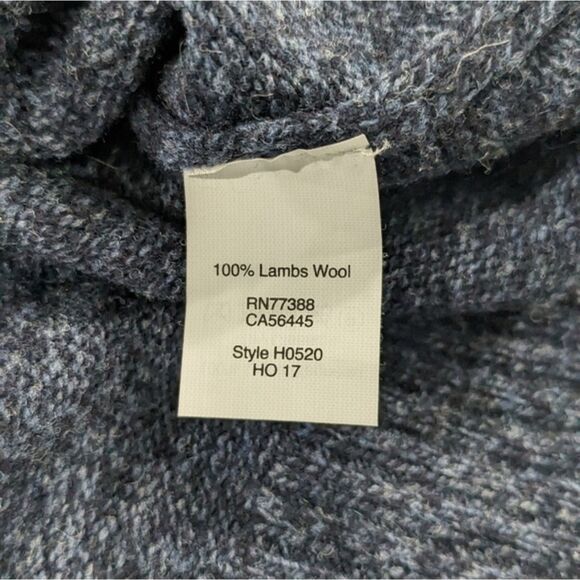 100% Lambs Wool
RN77388
CA56445
Style H0520
HO 17